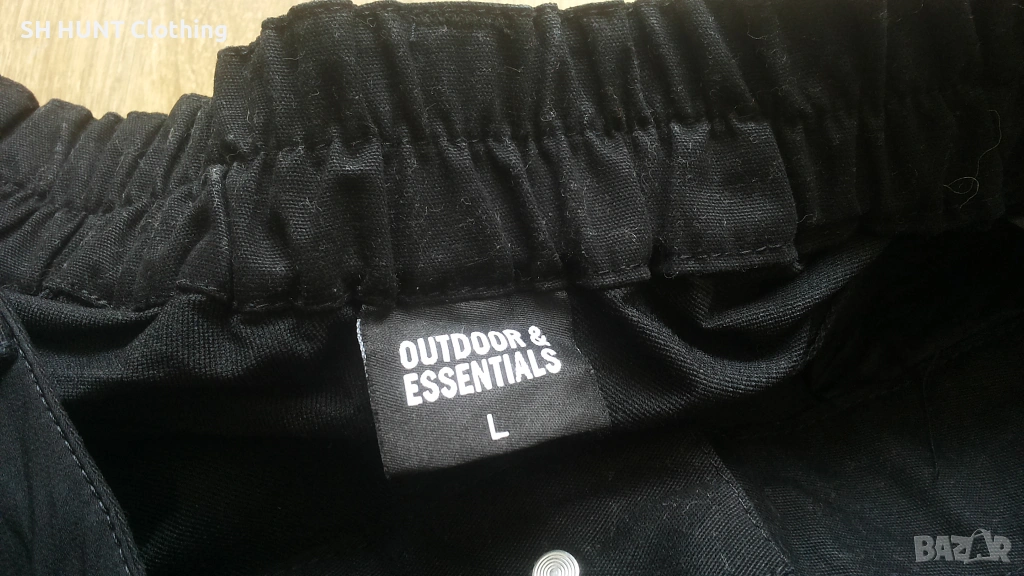 SH HUNT Clothing
OUTDOOR &
ESSENTIALS
L
BAZAR